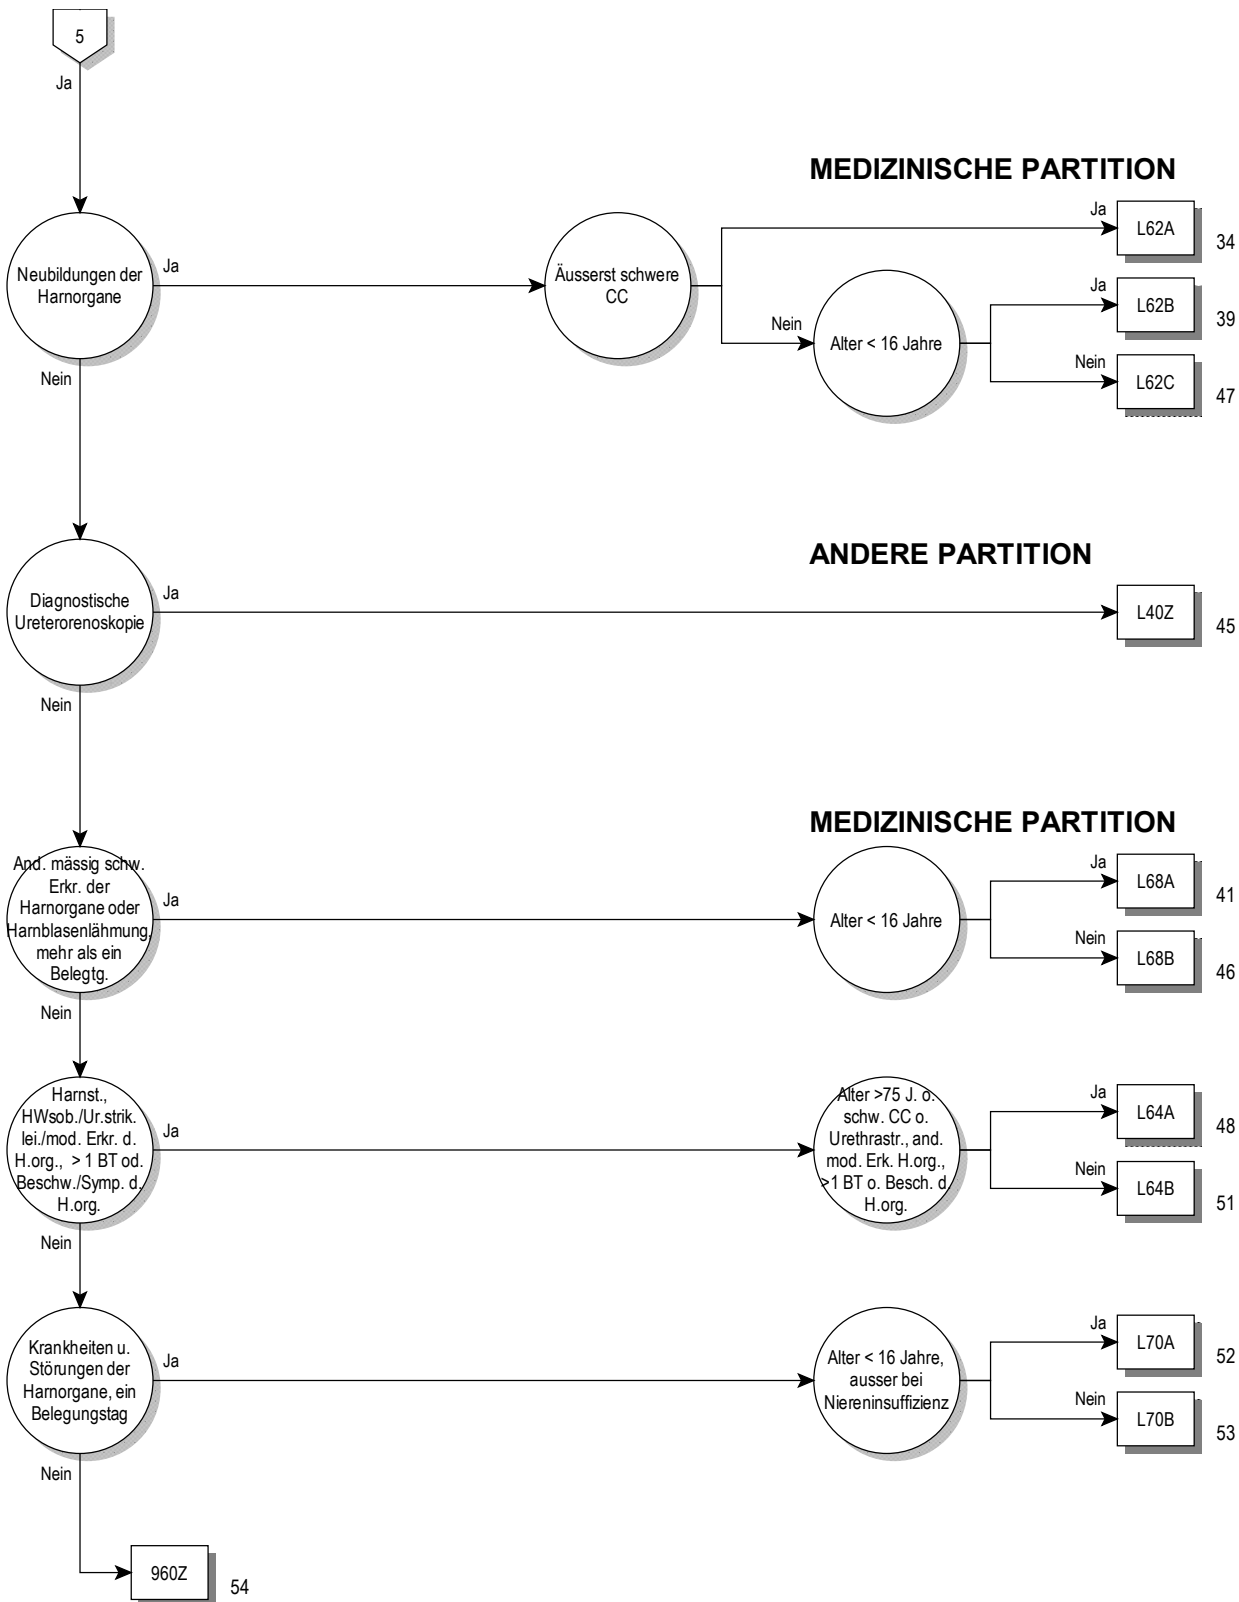 5
Ja
MEDIZINISCHE PARTITION
Neubildungen der
Harnorgane
Ja
Äusserst schwere
CC
Ja
L62A
34
Nein
Alter < 16 Jahre
Ja
L62B
39
Nein
L62C
47
Nein
ANDERE PARTITION
Diagnostische
Ureterorenoskopie
Ja
L40Z
45
Nein
MEDIZINISCHE PARTITION
And. mässig schw.
Erkr. der
Harnorgane oder
Harnblasenlähmung,
mehr als ein
Belegtg.
Ja
Alter < 16 Jahre
Ja
L68A
41
Nein
L68B
46
Nein
Harnst.,
HWsob./Ur.strik.
lei./mod. Erkr. d.
H.org., > 1 BT od.
Beschw./Symp. d.
H.org.
Ja
Alter >75 J. o.
schw. CC o.
Urethrastr., and.
mod. Erk. H.org.,
>1 BT o. Besch. d.
H.org.
Ja
L64A
48
Nein
L64B
51
Nein
Krankheiten u.
Störungen der
Harnorgane, ein
Belegungstag
Ja
Alter < 16 Jahre,
ausser bei
Niereninsuffizienz
Ja
L70A
52
Nein
L70B
53
Nein
960Z
54